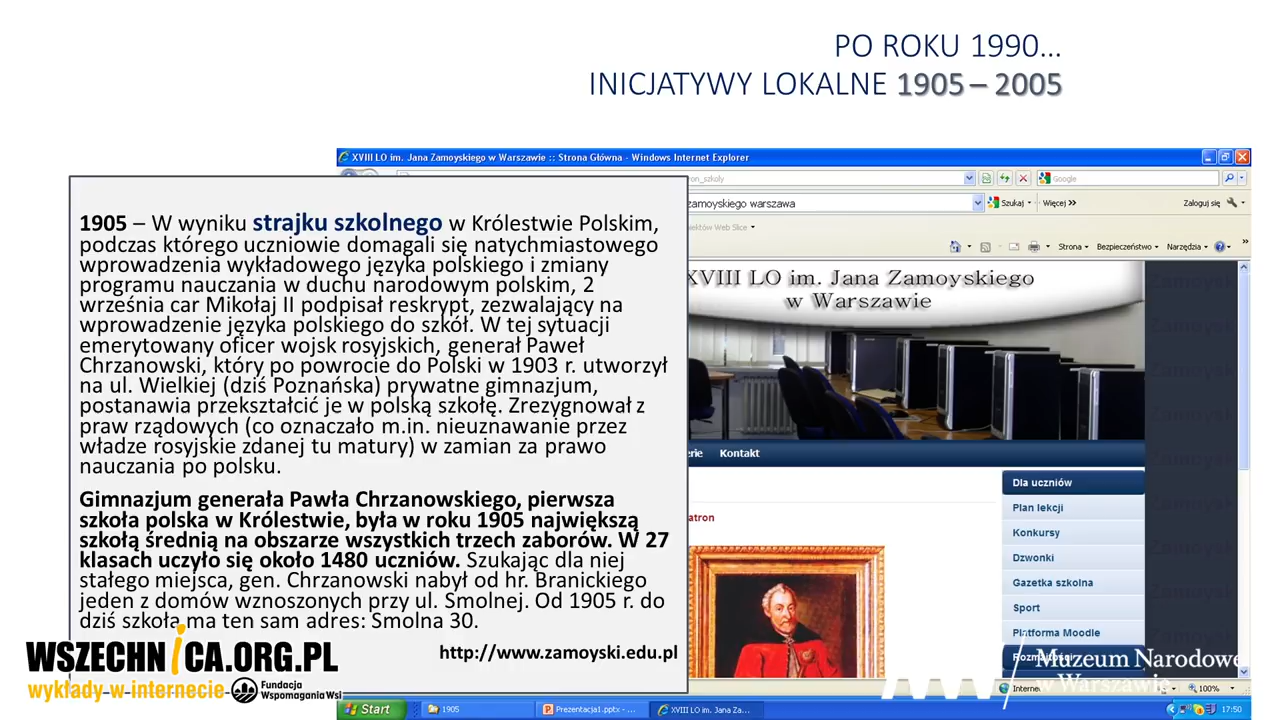 PO ROKU 1990...
INICJATYWY LOKALNE 1905 – 2005
XVIII LO im. Jana Zamoyskiego w Warszawie :: Strona Główna - Windows Internet Explorer
ron_szkoly
Google
zamoyskiego warszawa
Szukaj
Więcej >>
Zaloguj się
ektów Web Slice
Strona
Bezpieczeństwo
Narzędzia
XVIII LO im. Jana Zamoyskiego
w Warszawie
1905 – W wyniku strajku szkolnego w Królestwie Polskim,
podczas którego uczniowie domagali się natychmiastowego
wprowadzenia wykładowego języka polskiego i zmiany
programu nauczania w duchu narodowym polskim, 2
września car Mikołaj II podpisał reskrypt, zezwalający na
wprowadzenie języka polskiego do szkół. W tej sytuacji
emerytowany oficer wojsk rosyjskich, generał Paweł
Chrzanowski, który po powrocie do Polski w 1903 r. utworzył
na ul. Wielkiej (dziś Poznańska) prywatne gimnazjum,
postanawia przekształcić je w polską szkołę. Zrezygnował z
praw rządowych (co oznaczało m.in. nieuznawanie przez
władze rosyjskie zdanej tu matury) w zamian za prawo
nauczania po polsku.
Gimnazjum generała Pawła Chrzanowskiego, pierwsza
szkoła polska w Królestwie, była w roku 1905 największą
szkołą średnią na obszarze wszystkich trzech zaborów. W 27
klasach uczyło się około 1480 uczniów. Szukając dla niej
stałego miejsca, gen. Chrzanowski nabył od hr. Branickiego
jeden z domów wznoszonych przy ul. Smolnej. Od 1905 r. do
dziś szkoła ma ten sam adres: Smolna 30.
http://www.zamoyski.edu.pl
erie Kontakt
atron
Dla uczniów
Plan lekcji
Konkursy
Dzwonki
Gazetka szkolna
Sport
Platforma Moodle
Rozmaitości
Muzeum Narodowe
w Warszawie
Internet
100%
WSZECHNICA.ORG.PL
wykłady w internecie
Fundacja
Wspomagania Wsi
Start
1905
Prezentacja1.pptx - ...
XVIII LO im. Jana Za...
17:50